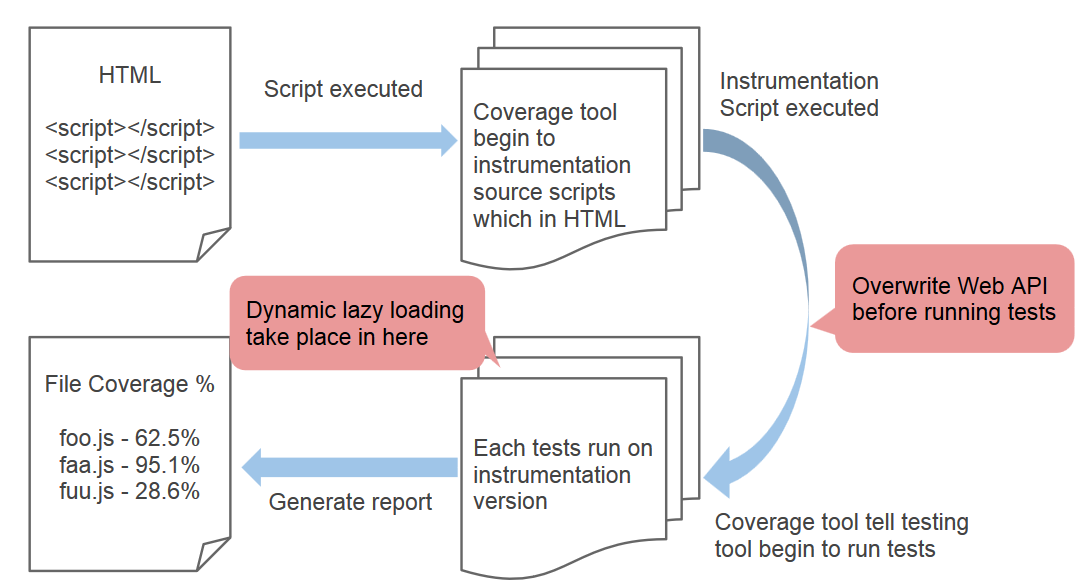 HTML
<script></script>
<script></script>
<script></script>
Script executed
Coverage tool
begin to
instrumentation
source scripts
which in HTML
Instrumentation
Script executed
Overwrite Web API
before running tests
Coverage tool tell testing
tool begin to run tests
Dynamic lazy loading
take place in here
Each tests run on
instrumentation
version
Generate report
File Coverage %
foo.js - 62.5%
faa.js - 95.1%
fuu.js - 28.6%